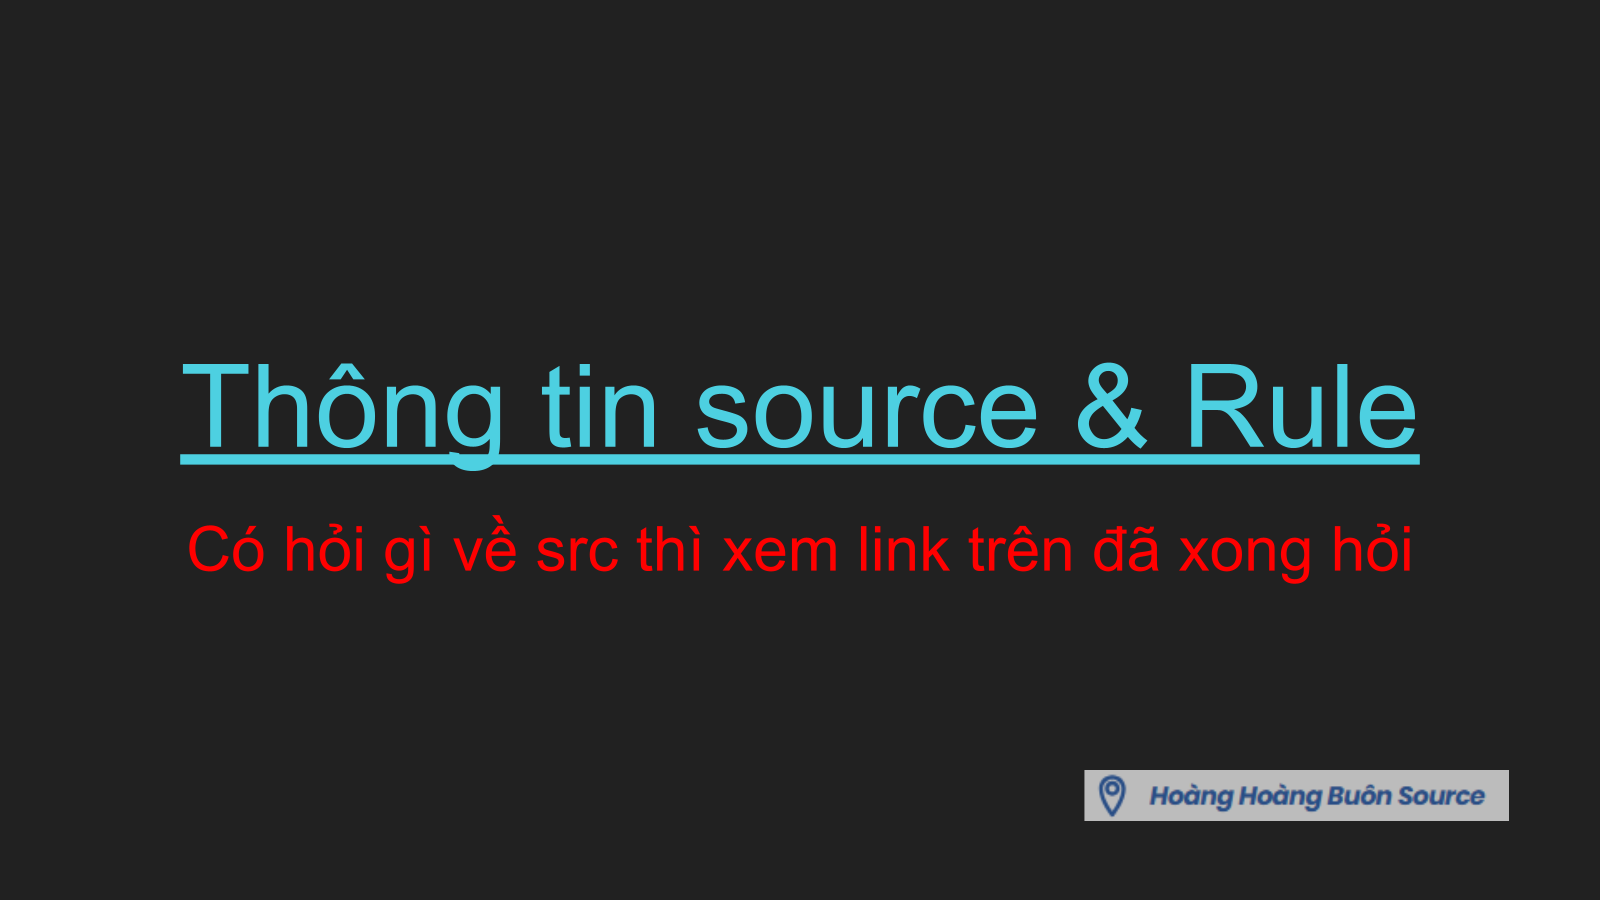 Thông tin source & Rule
Có hỏi gì về src thì xem link trên đã xong hỏi
Hoàng Hoàng Buôn Source